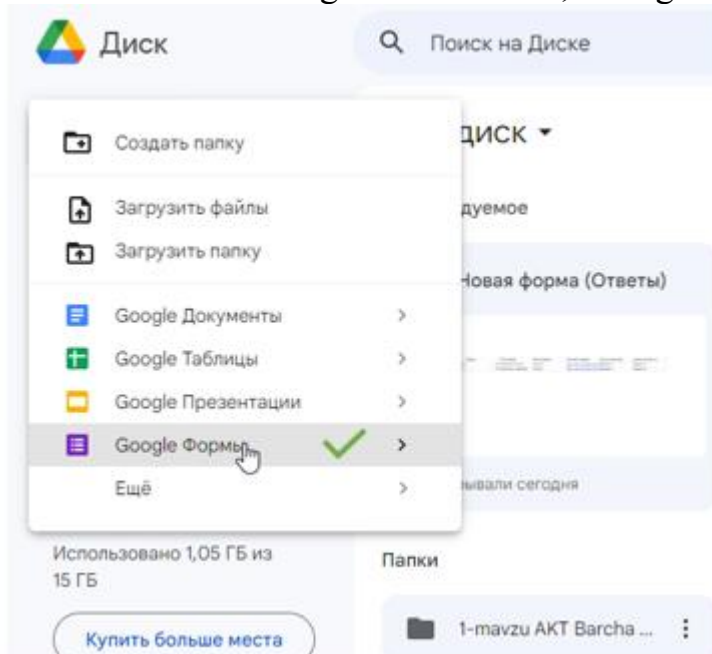 Диск
Поиск на Диске
Создать папку
диск
Загрузить файлы
дуемое
Загрузить папку
Новая форма (Ответы)
Google Документы
Google Таблицы
Google Презентации
Google Формы
Ещё
ывали сегодня
Использовано 1,05 ГБ из
15 ГБ
Папки
1-mavzu AKT Barcha ...
Купить больше места